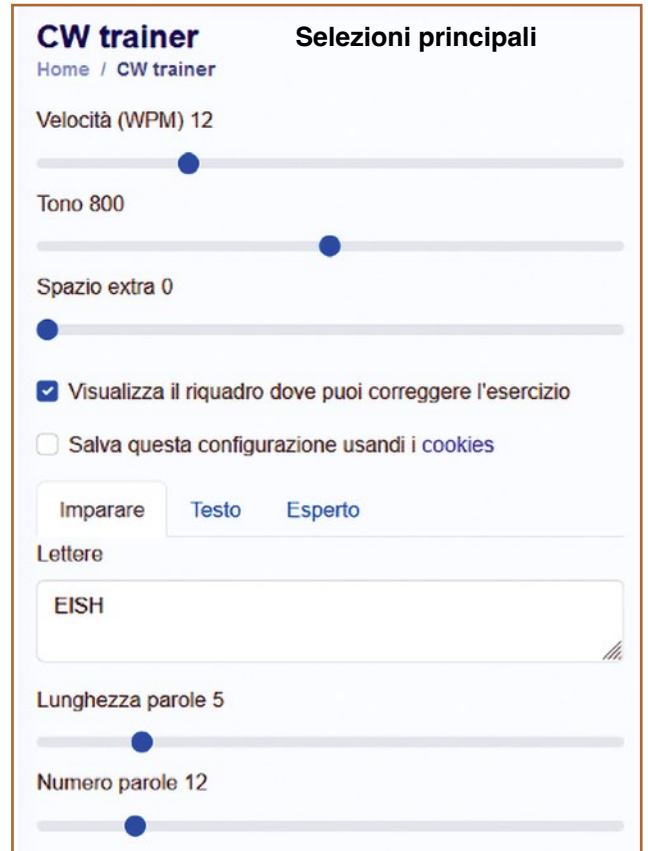 CW trainer Selezioni principali
Home / CW trainer
Velocità (WPM) 12
Tono 800
Spazio extra 0
Visualizza il riquadro dove puoi correggere l'esercizio
Salva questa configurazione usandi i cookies
Imparare Testo Esperto
Lettere
EISH
Lunghezza parole 5
Numero parole 12